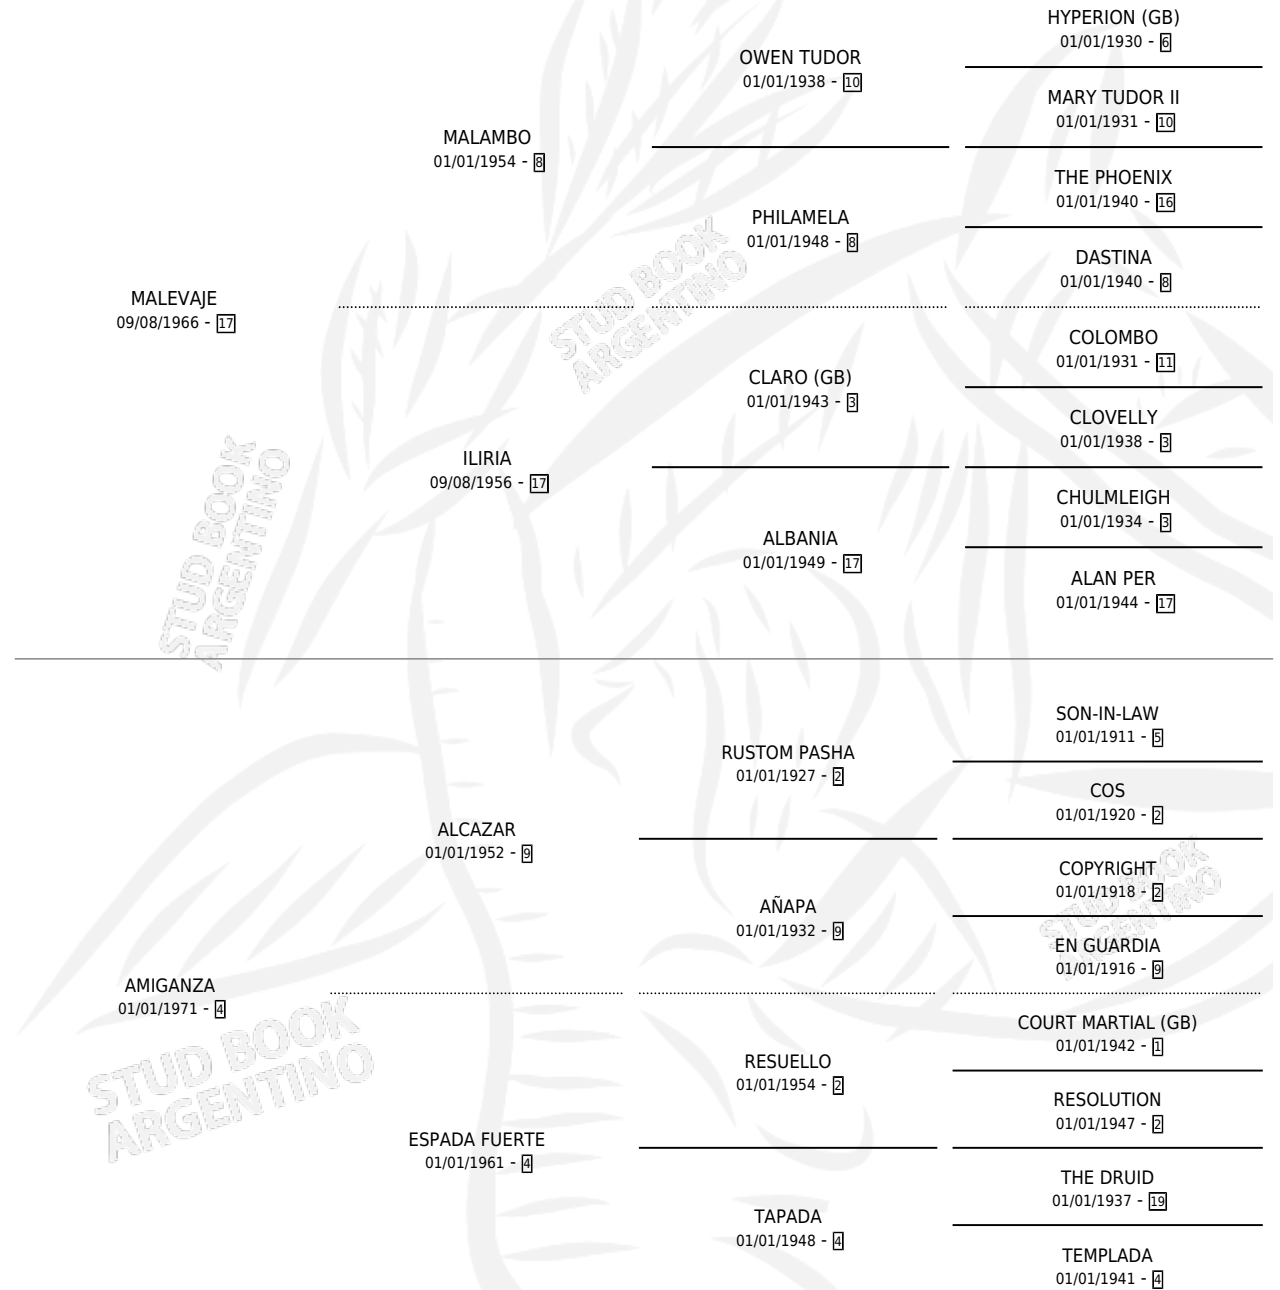 HYPERION (GB)
01/01/1930 - 6
OWEN TUDOR
01/01/1938 - 10
MARY TUDOR II
01/01/1931 - 10
MALAMBO
01/01/1954 - 8
THE PHOENIX
01/01/1940 - 16
PHILAMELA
01/01/1948 - 8
DASTINA
01/01/1940 - 8
MALEVAJE
09/08/1966 - 17
COLOMBO
01/01/1931 - 11
CLARO (GB)
01/01/1943 - 3
CLOVELLY
01/01/1938 - 3
ILIRIA
09/08/1956 - 17
CHULMLEIGH
01/01/1934 - 3
ALBANIA
01/01/1949 - 17
ALAN PER
01/01/1944 - 17
SON-IN-LAW
01/01/1911 - 5
RUSTOM PASHA
01/01/1927 - 2
COS
01/01/1920 - 2
ALCAZAR
01/01/1952 - 9
COPYRIGHT
01/01/1918 - 2
AÑAPA
01/01/1932 - 9
EN GUARDIA
01/01/1916 - 9
AMIGANZA
01/01/1971 - 4
COURT MARTIAL (GB)
01/01/1942 - 1
RESUELLO
01/01/1954 - 2
RESOLUTION
01/01/1947 - 2
ESPADA FUERTE
01/01/1961 - 4
THE DRUID
01/01/1937 - 19
TAPADA
01/01/1948 - 4
TEMPLADA
01/01/1941 - 4
STUD BOOK
ARGENTINO
STUD BOOK
ARGENTINO
STUD BOOK
ARGENTINO
STUD BOOK
ARGENTINO